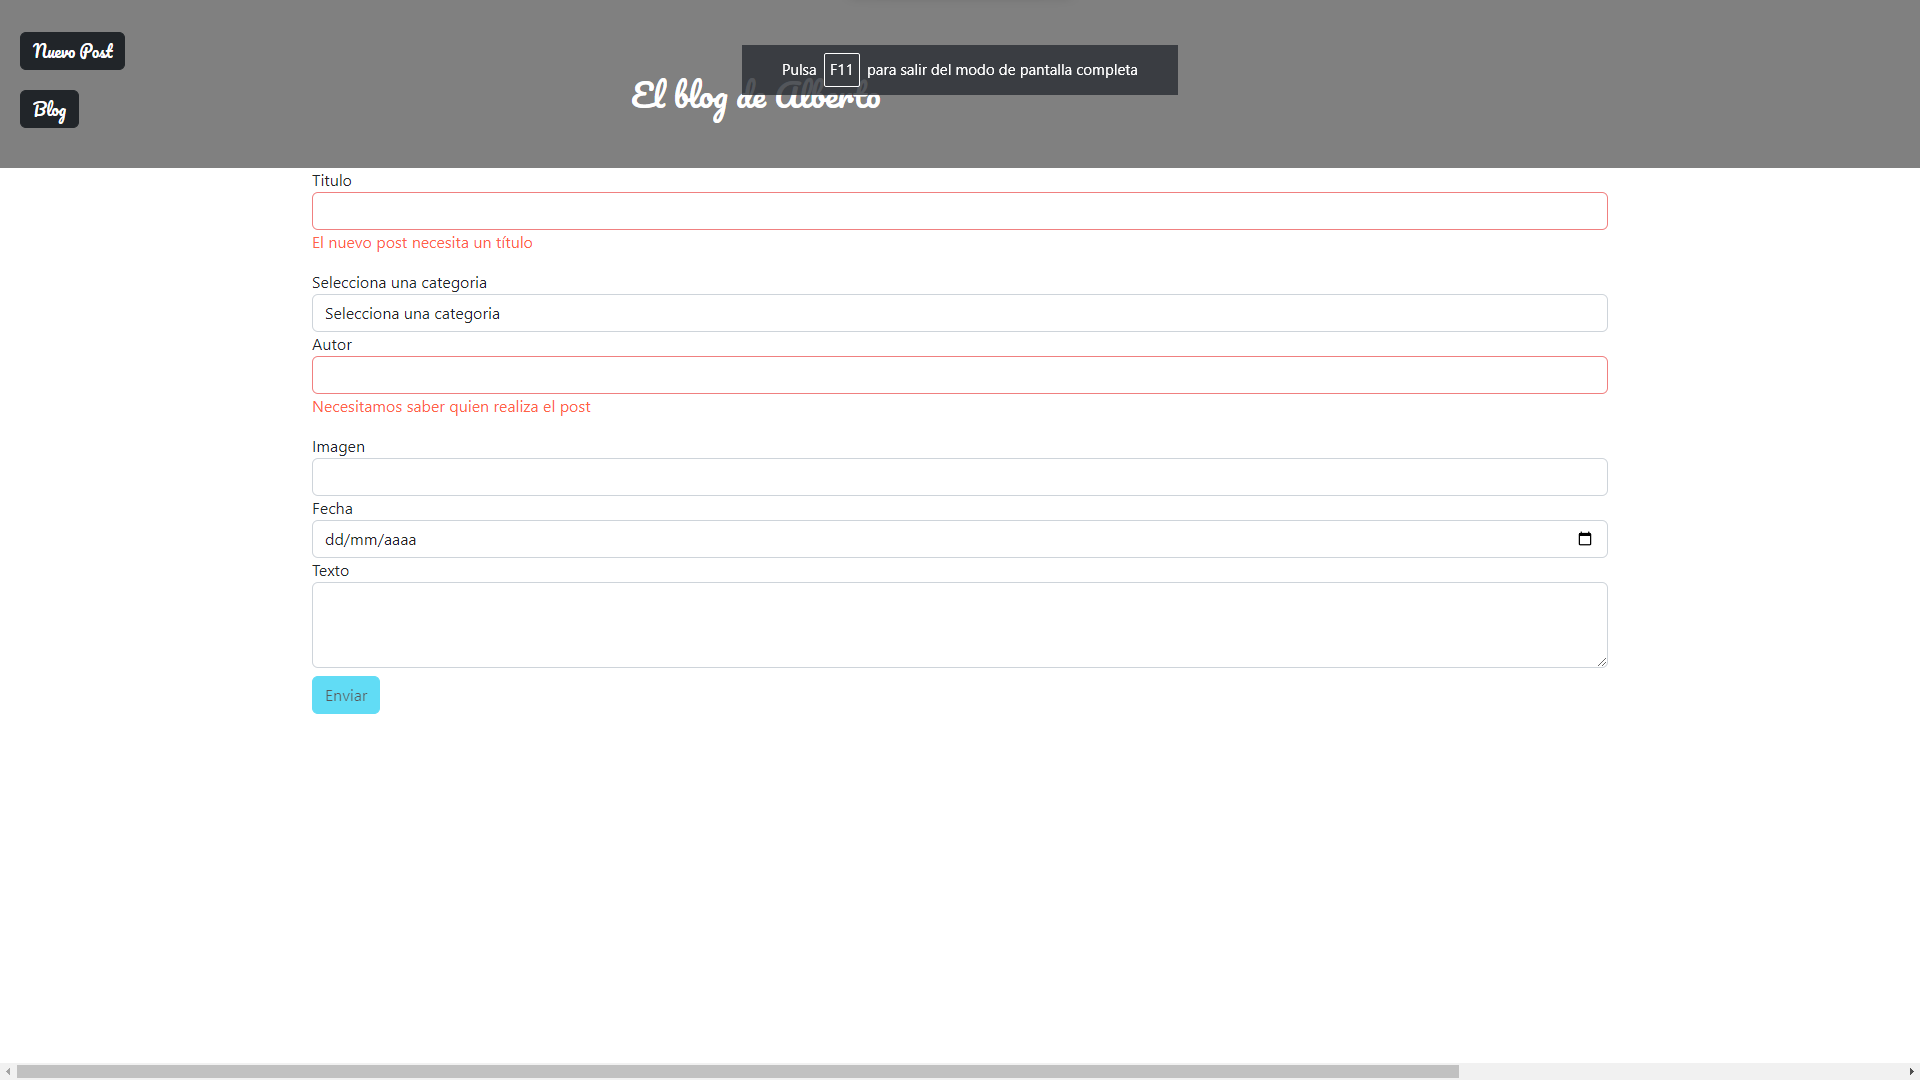 Nuevo Post
Pulsa F11 para salir del modo de pantalla completa
El blog de Alberto
Blog
Titulo
El nuevo post necesita un título
Selecciona una categoria
Selecciona una categoria
Autor
Necesitamos saber quien realiza el post
Imagen
Fecha
dd/mm/aaaa
Texto
Enviar